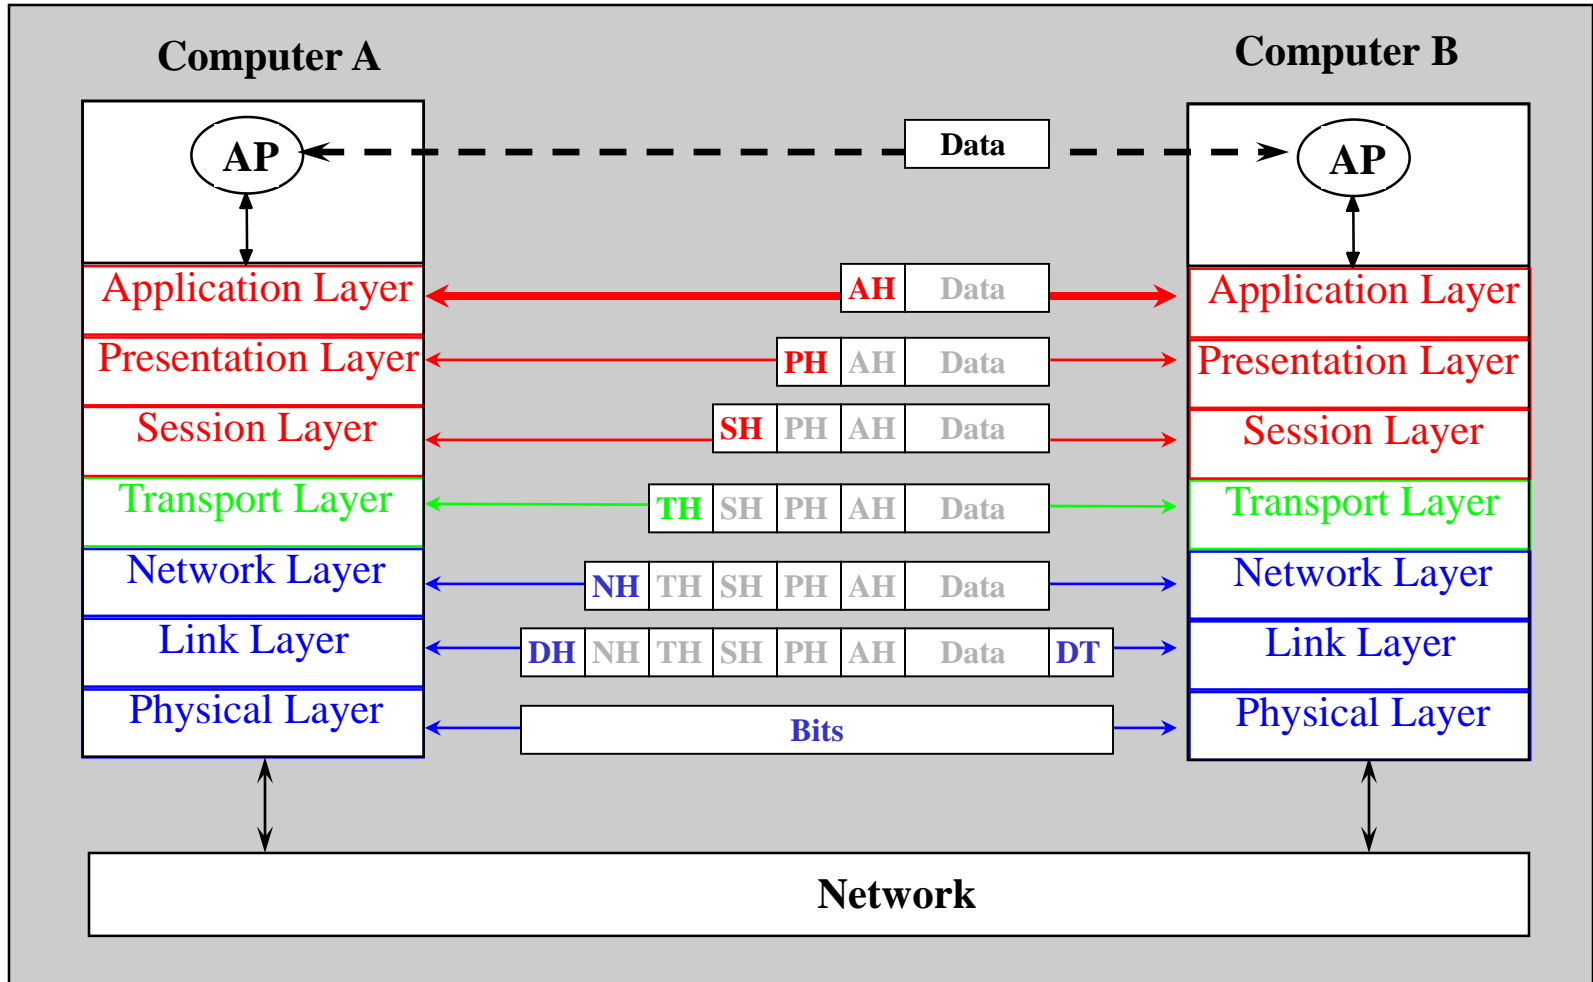 Computer A
Computer B
AP
Data
AP
Application Layer
AH Data
Application Layer
Presentation Layer
PH AH Data
Presentation Layer
Session Layer
SH PH AH Data
Session Layer
Transport Layer
TH SH PH AH Data
Transport Layer
Network Layer
NH TH SH PH AH Data
Network Layer
Link Layer
DH NH TH SH PH AH Data DT
Link Layer
Physical Layer
Bits
Physical Layer
Network